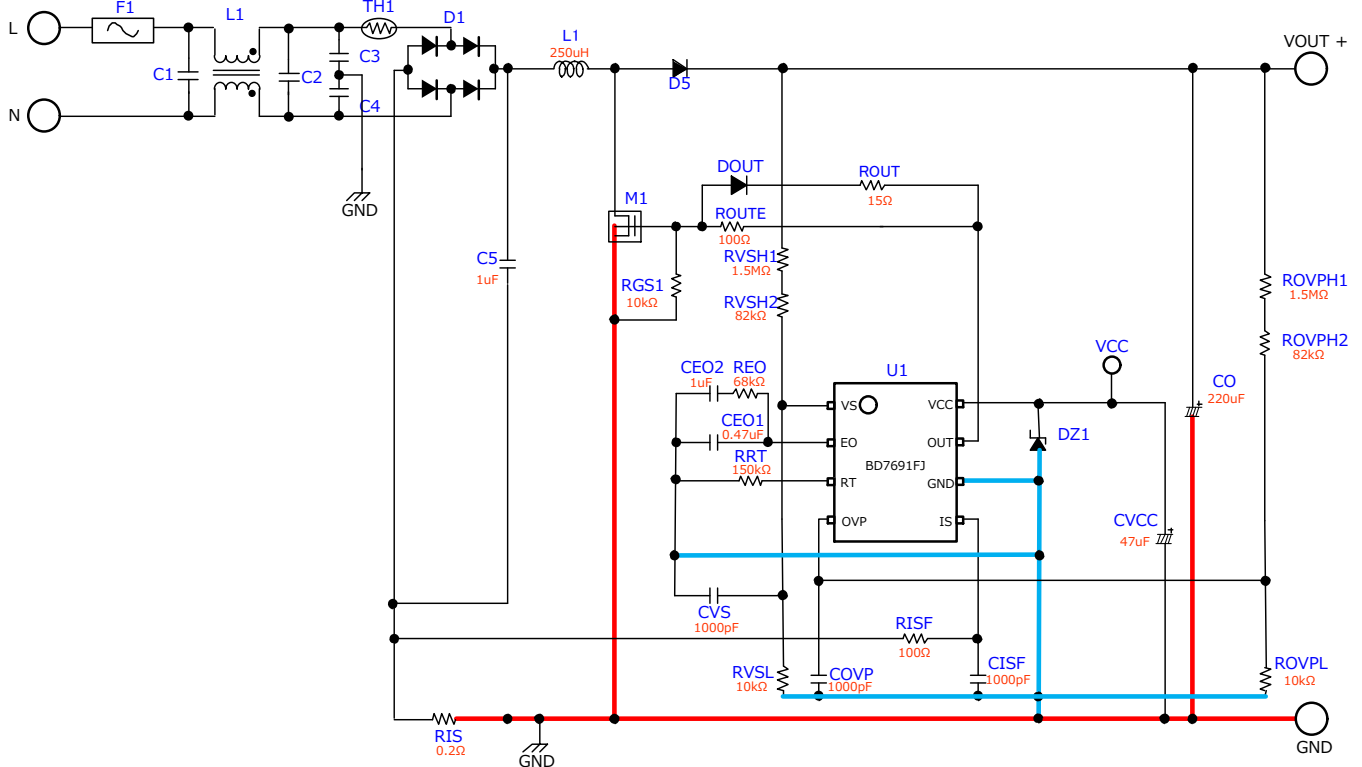 F1
L1
TH1
D1
L
C1
C2
C3
C4
N
GND
L1
250uH
D5
VOUT +
C5
1uF
M1
DOUT
ROUT
15Ω
ROUTE
100Ω
RGS1
10kΩ
RVSH1
1.5MΩ
RVSH2
82kΩ
ROVPH1
1.5MΩ
ROVPH2
82kΩ
CEO2
1uF
REO
68kΩ
CEO1
0.47uF
RRT
150kΩ
U1
VS
EO
RT
OVP
BD7691FJ
VCC
OUT
GND
IS
VCC
DZ1
CO
220uF
CVCC
47uF
CVS
1000pF
RISF
100Ω
RVSL
10kΩ
COVP
1000pF
CISF
1000pF
ROVPL
10kΩ
RIS
0.2Ω
GND
GND